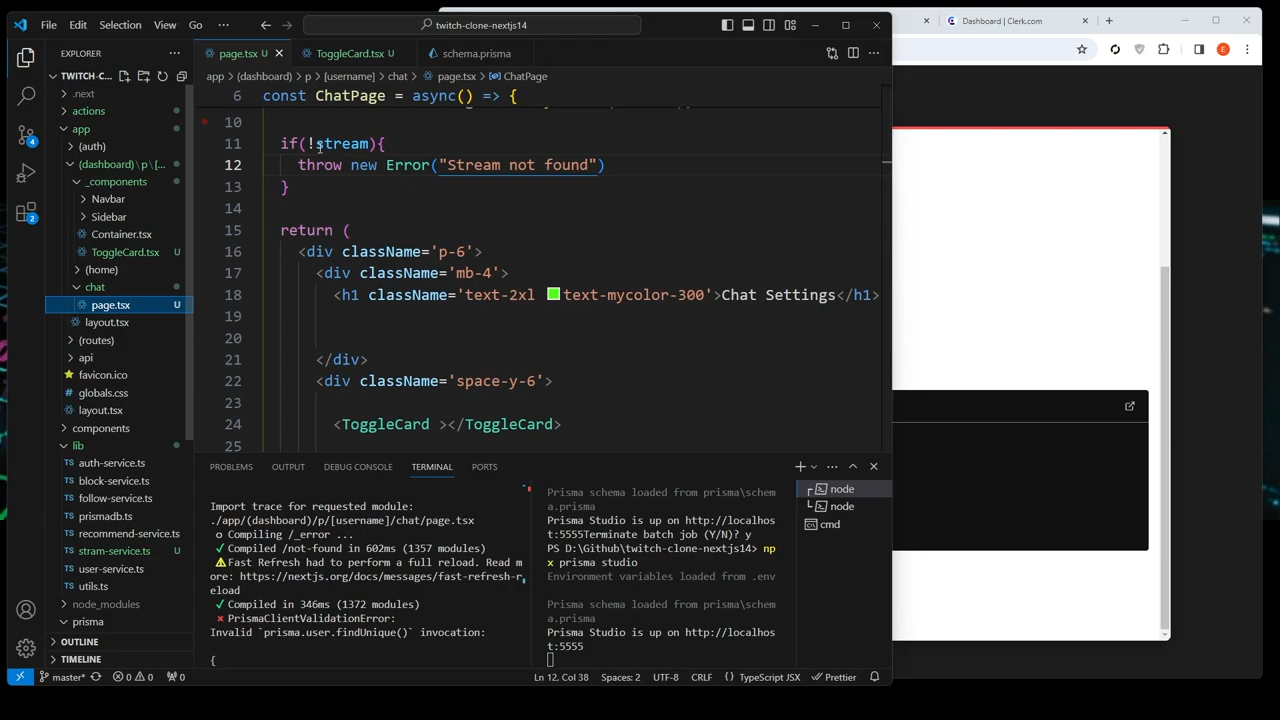 File Edit Selection View Go ··· twitch-clone-nextjs14
Dashboard | Clerk.com
E
EXPLORER
page.tsx U
ToggleCard.tsx U
schema.prisma
TWITCH-C...
app > (dashboard) > p > [username] > chat > page.tsx > ChatPage
.next
actions
app
(auth)
(dashboard)\p\[...
_components
Navbar
Sidebar
Container.tsx
ToggleCard.tsx U
(home)
chat
page.tsx U
layout.tsx
(routes)
api
favicon.ico
globals.css
layout.tsx
components
lib
auth-service.ts
block-service.ts
follow-service.ts
prismadb.ts
recommend-service.ts
stram-service.ts U
user-service.ts
utils.ts
node_modules
prisma
OUTLINE
TIMELINE
4
2
6 const ChatPage = async() => {
10
11 if(!stream){
12 throw new Error("Stream not found")
13 }
14
15 return (
16 <div className='p-6'>
17 <div className='mb-4'>
18 <h1 className='text-2xl text-mycolor-300'>Chat Settings</h1>
19
20
21 </div>
22 <div className='space-y-6'>
23
24 <ToggleCard ></ToggleCard>
25
PROBLEMS OUTPUT DEBUG CONSOLE TERMINAL PORTS
Import trace for requested module:
./app/(dashboard)/p/[username]/chat/page.tsx
o Compiling /_error ...
✓ Compiled /not-found in 602ms (1357 modules)
⚠ Fast Refresh had to perform a full reload. Read m
ore: https://nextjs.org/docs/messages/fast-refresh-r
eload
✓ Compiled in 346ms (1372 modules)
× PrismaClientValidationError:
Invalid `prisma.user.findUnique()` invocation:
{
Prisma schema loaded from prisma\schem
a.prisma
Prisma Studio is up on http://localhos
t:5555Terminate batch job (Y/N)? y
PS D:\Github\twitch-clone-nextjs14> np
x prisma studio
Environment variables loaded from .env
Prisma schema loaded from prisma\schem
a.prisma
Prisma Studio is up on http://localhos
t:5555
node
node
cmd
master* 0 0 0 Ln 12, Col 38 Spaces: 2 UTF-8 CRLF {} TypeScript JSX Prettier